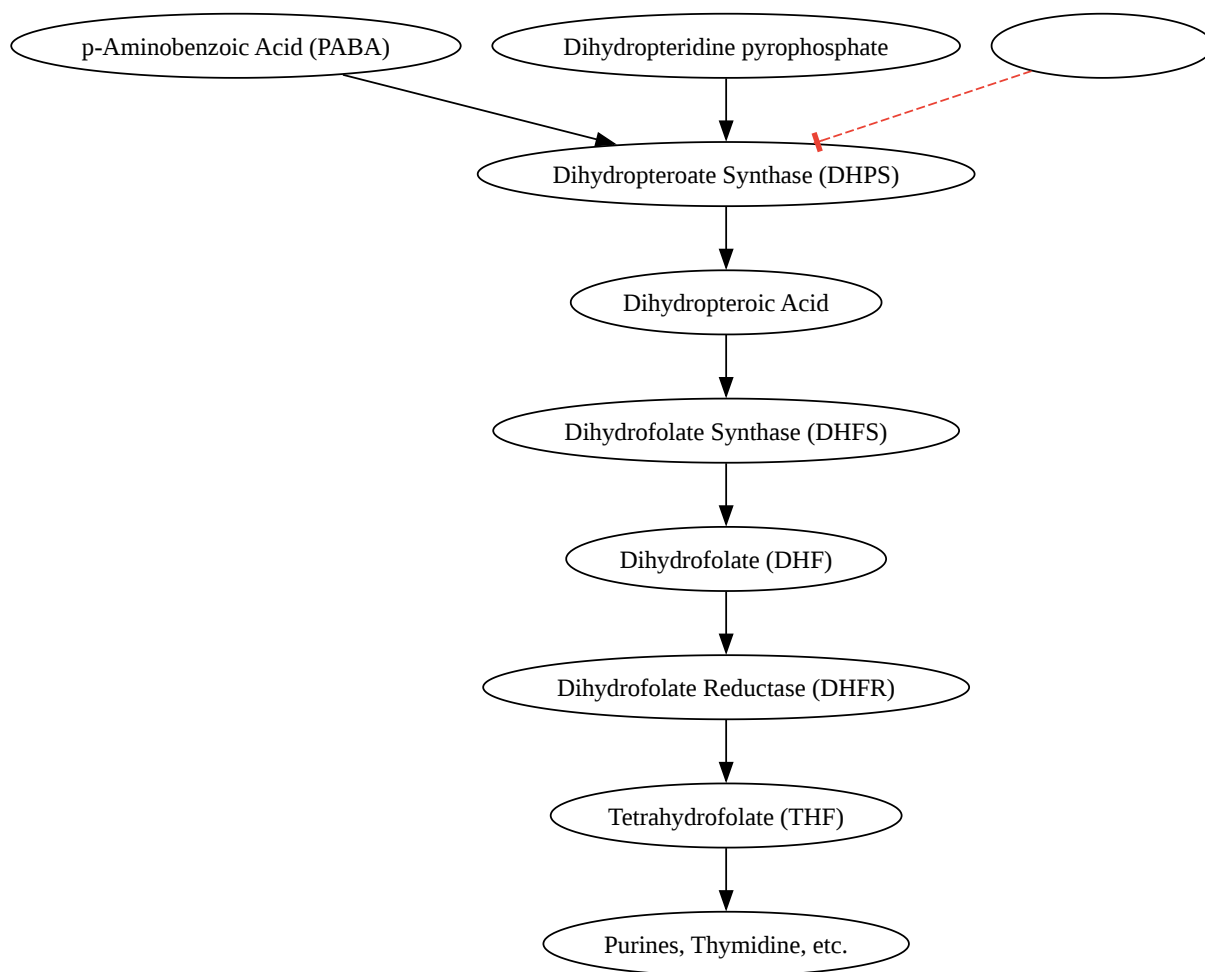 p-Aminobenzoic Acid (PABA)
Dihydropteridine pyrophosphate
Dihydropteroate Synthase (DHPS)
Dihydropteroic Acid
Dihydrofolate Synthase (DHFS)
Dihydrofolate (DHF)
Dihydrofolate Reductase (DHFR)
Tetrahydrofolate (THF)
Purines, Thymidine, etc.